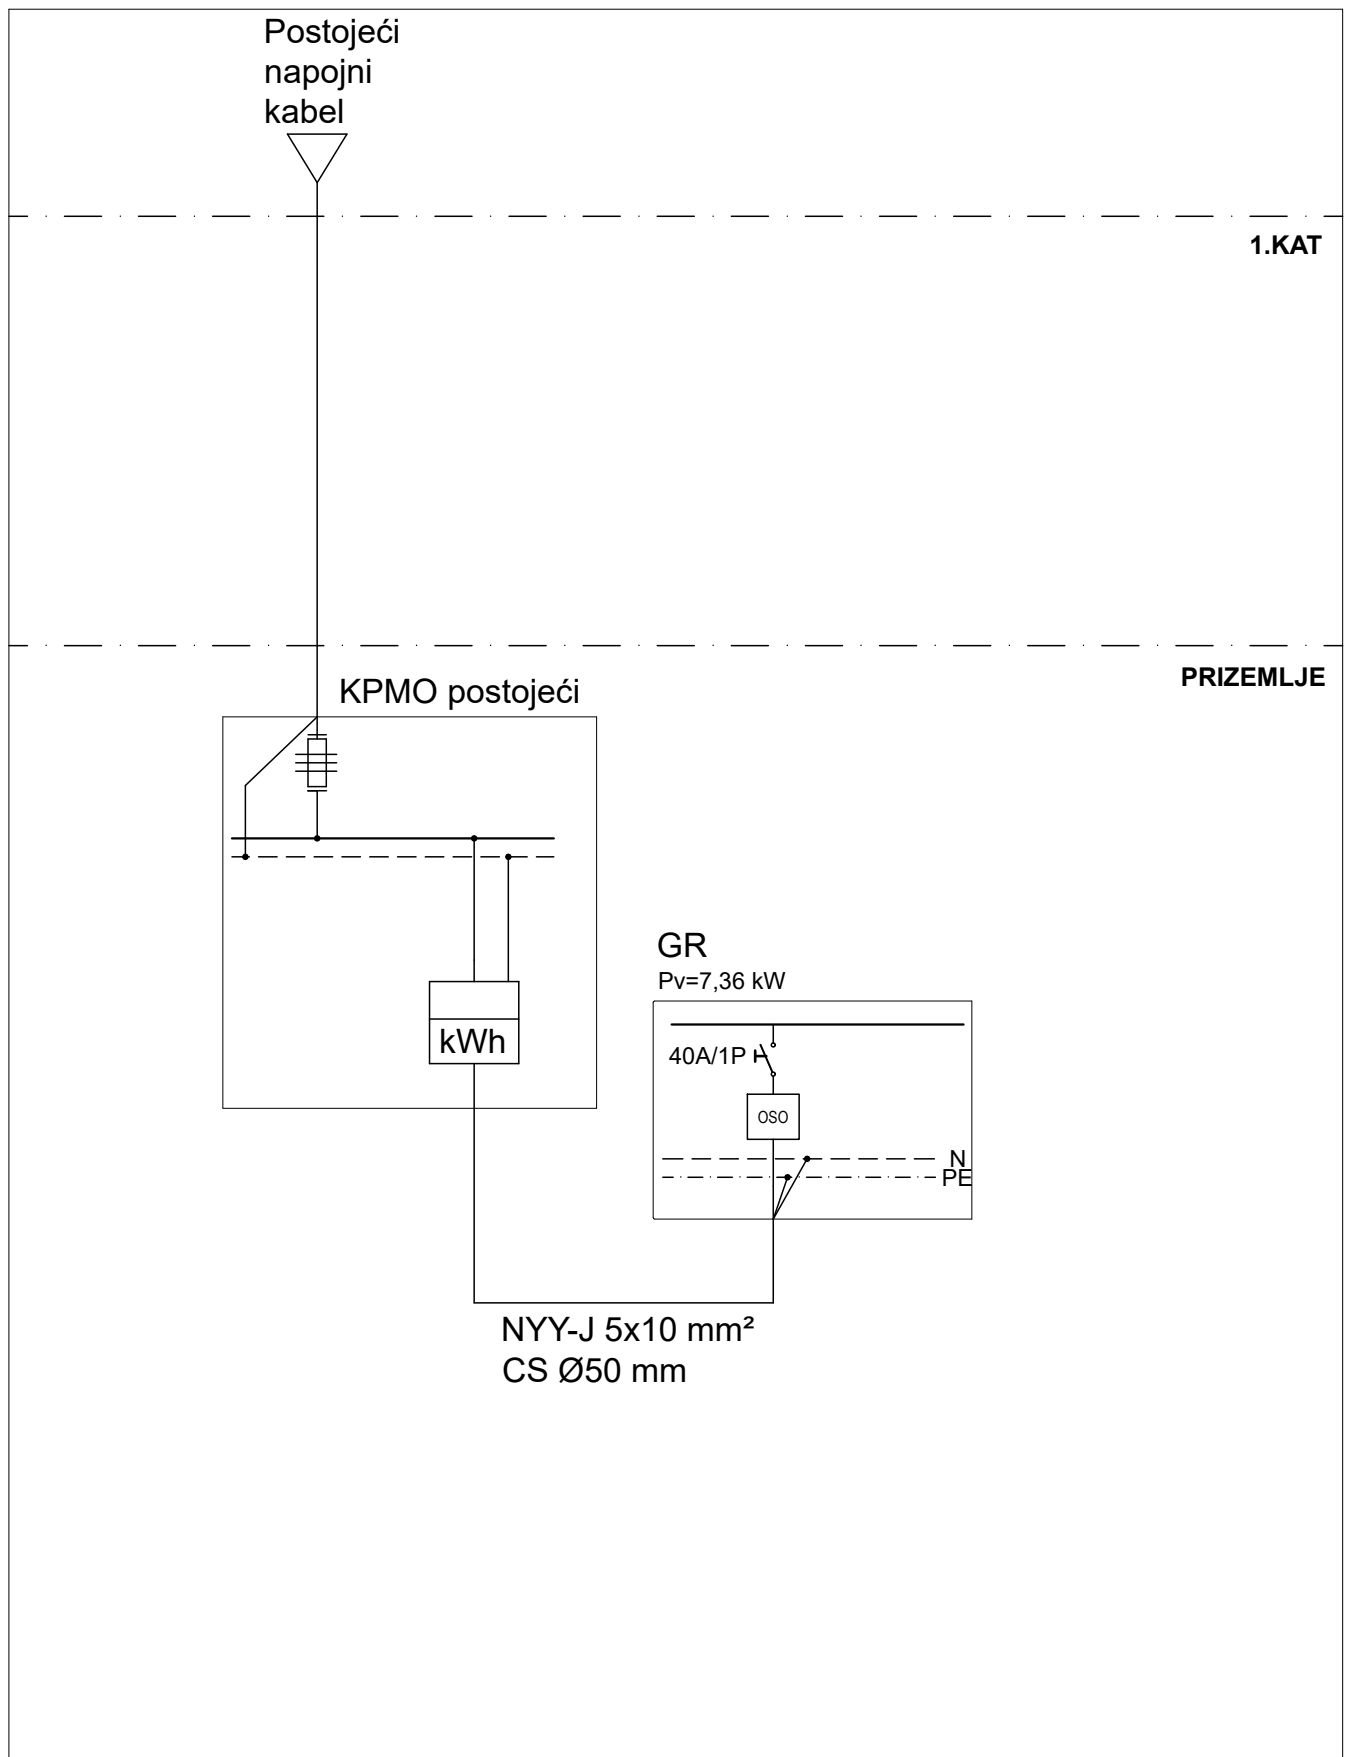 Postojeći
napojni
kabel
1.KAT
PRIZEMLJE
KPMO postojeći
kWh
GR
Pv=7,36 kW
40A/1P
OSO
N
PE
NYY-J 5x10 mm²
CS Ø50 mm